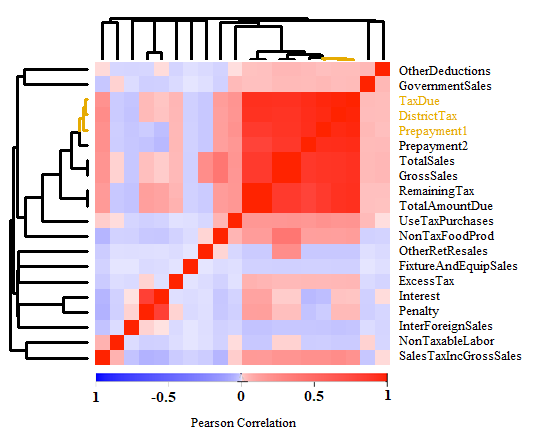 OtherDeductions
GovernmentSales
TaxDue
DistrictTax
Prepayment1
Prepayment2
TotalSales
GrossSales
RemainingTax
TotalAmountDue
UseTaxPurchases
NonTaxFoodProd
OtherRetResales
FixtureAndEquipSales
ExcessTax
Interest
Penalty
InterForeignSales
NonTaxableLabor
SalesTaxIncGrossSales
1 -0.5 0 0.5 1
Pearson Correlation